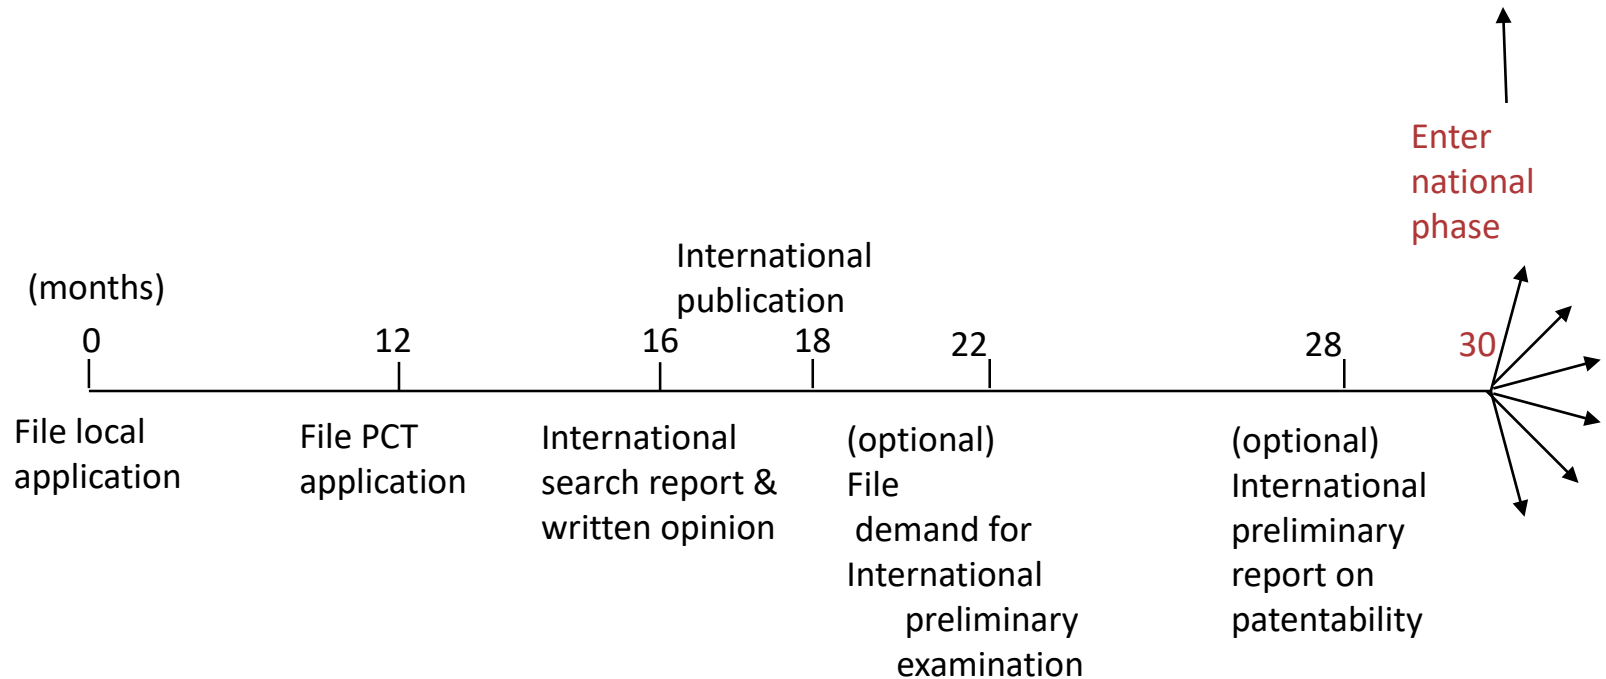 Enter
national
phase
International
publication
(months)
0
12
16
18
22
28
30
File local
application
File PCT
application
International
search report &
written opinion
(optional)
File
demand for
International
preliminary
examination
(optional)
International
preliminary
report on
patentability